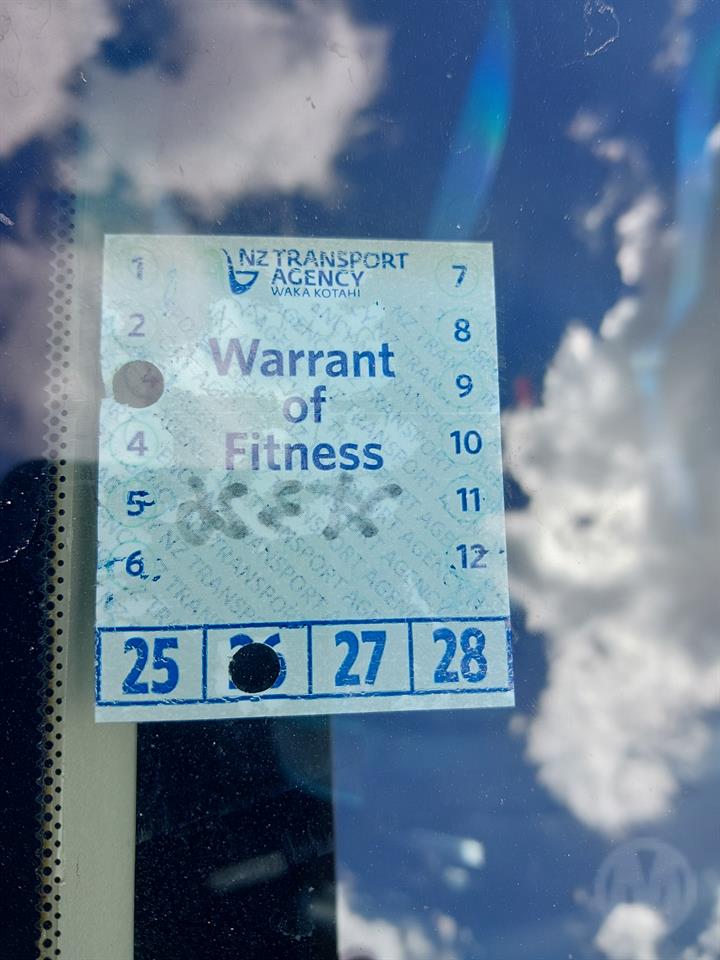 NZ TRANSPORT
AGENCY
WAKA KOTAHI
1 7
2 8
Warrant
9
of
4 10
Fitness
5 11
6 12
25 26 27 28